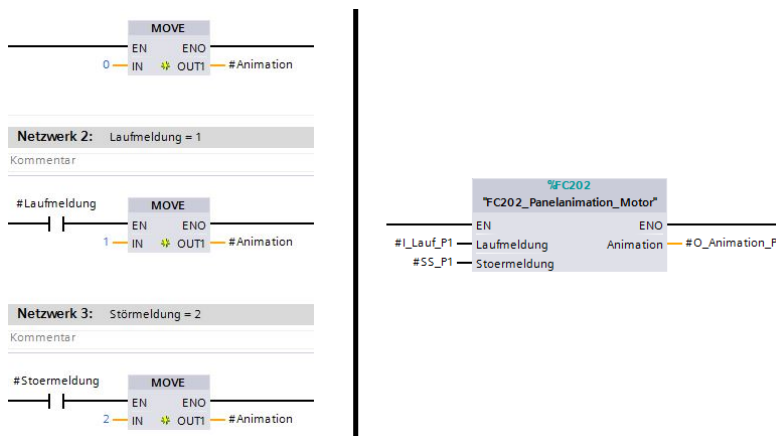 MOVE
EN ENO
0 IN OUT1 #Animation
Netzwerk 2: Laufmeldung = 1
Kommentar
#Laufmeldung
MOVE
EN ENO
1 IN OUT1 #Animation
Netzwerk 3: Störmeldung = 2
Kommentar
#Stoermeldung
MOVE
EN ENO
2 IN OUT1 #Animation
%FC202
"FC202_Panelanimation_Motor"
EN ENO
#I_Lauf_P1 Laufmeldung Animation #O_Animation_P
#SS_P1 Stoermeldung